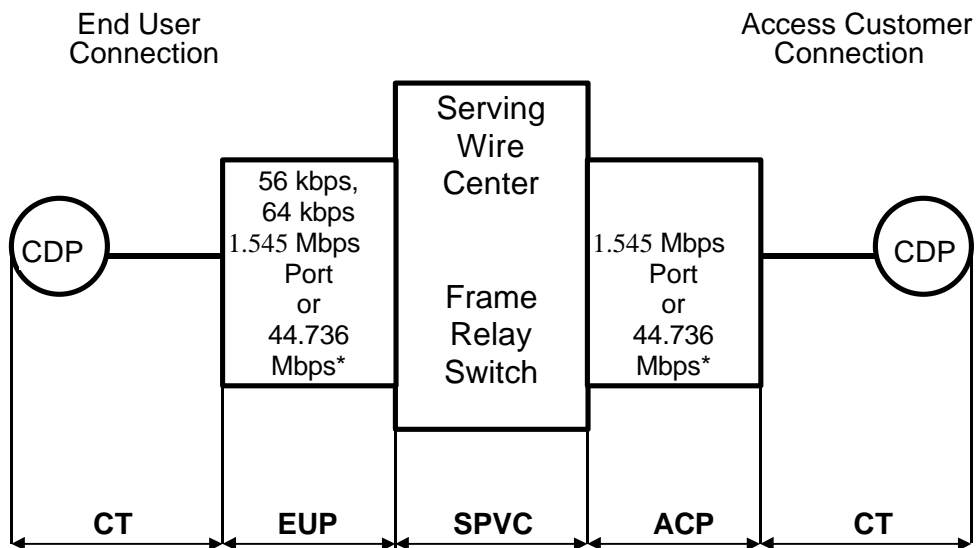 End User
Connection
Access Customer
Connection
CDP
56 kbps,
64 kbps
1.545 Mbps
Port
or
44.736
Mbps*
Serving
Wire
Center
Frame
Relay
Switch
1.545 Mbps
Port
or
44.736
Mbps*
CDP
CT
EUP
SPVC
ACP
CT